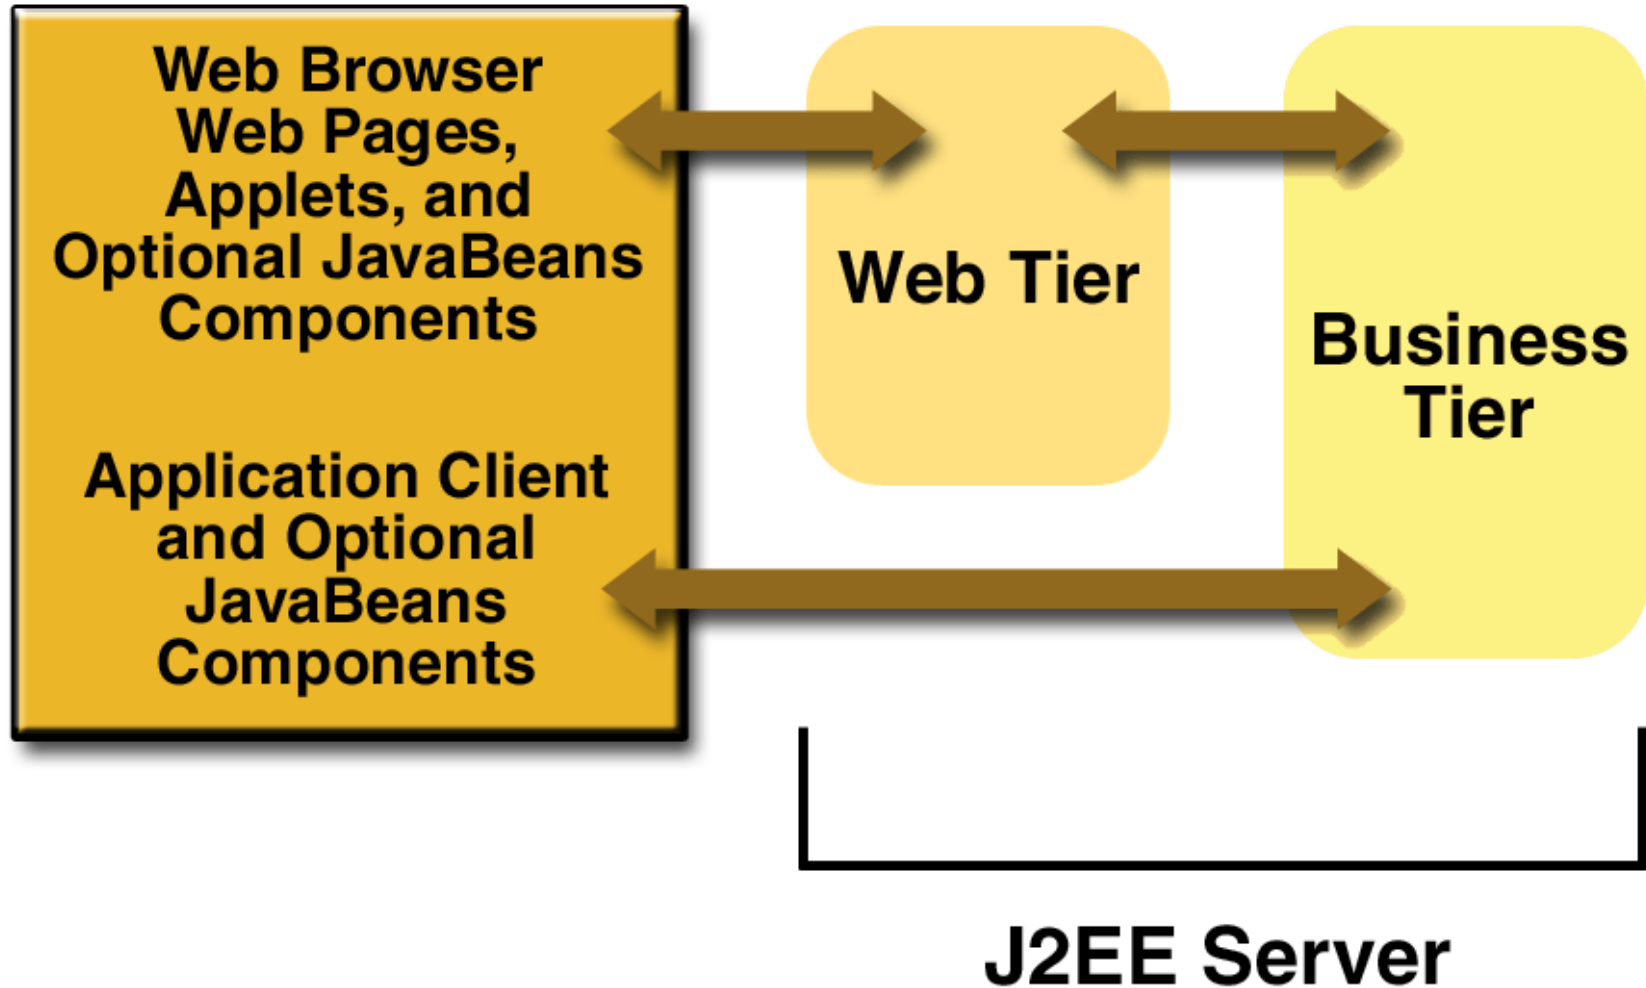 Web Browser
Web Pages,
Applets, and
Optional JavaBeans
Components
Application Client
and Optional
JavaBeans
Components
Web Tier
Business
Tier
J2EE Server